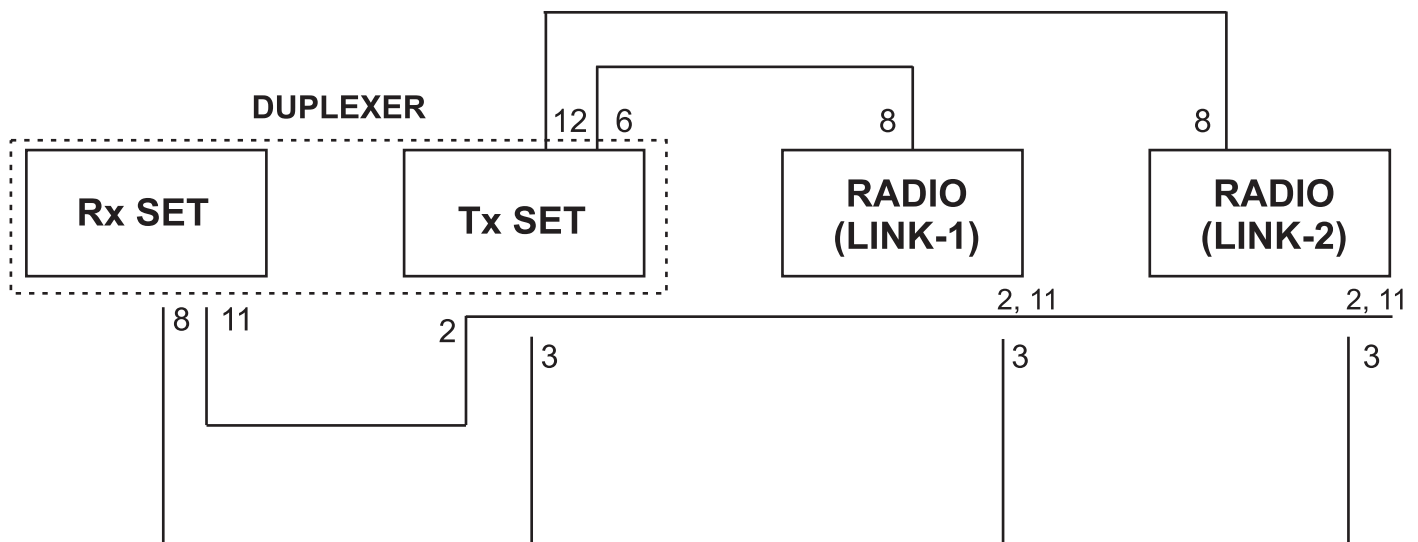 DUPLEXER
12 6 8 8
Rx SET
Tx SET
RADIO
(LINK-1)
RADIO
(LINK-2)
8 11
2
2, 11
2, 11
3
3
3